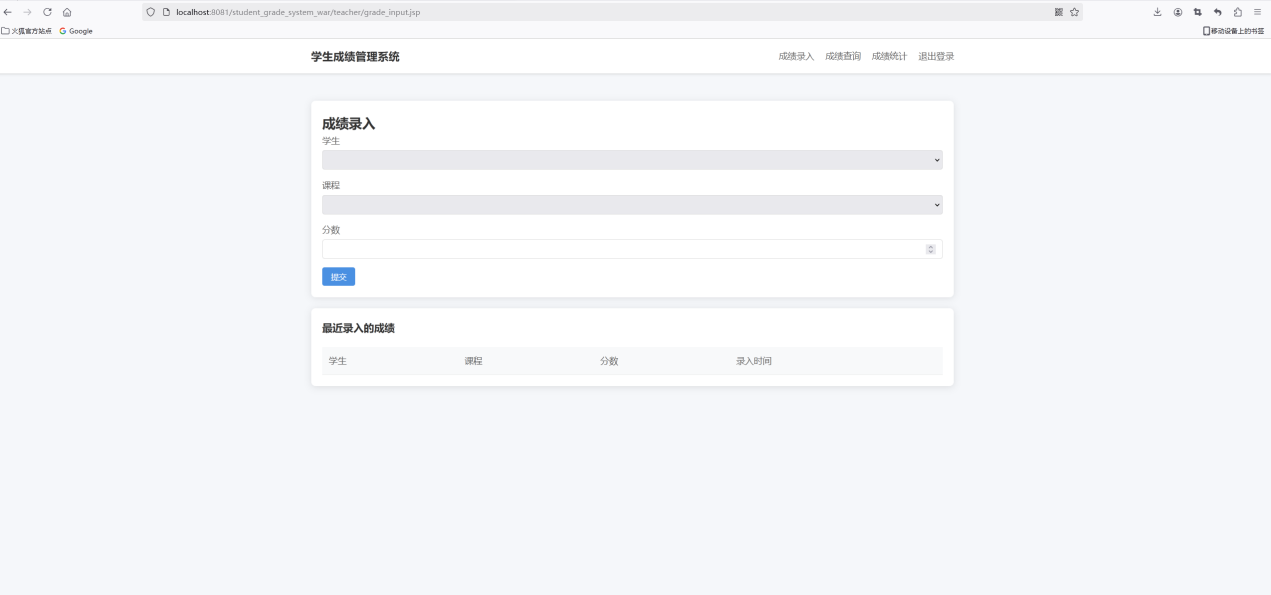 localhost:8081/student_grade_system_war/teacher/grade_input.jsp
火狐官方站点 Google 移动设备上的书签
学生成绩管理系统 成绩录入 成绩查询 成绩统计 退出登录
成绩录入
学生
课程
分数
提交
最近录入的成绩
学生 课程 分数 录入时间